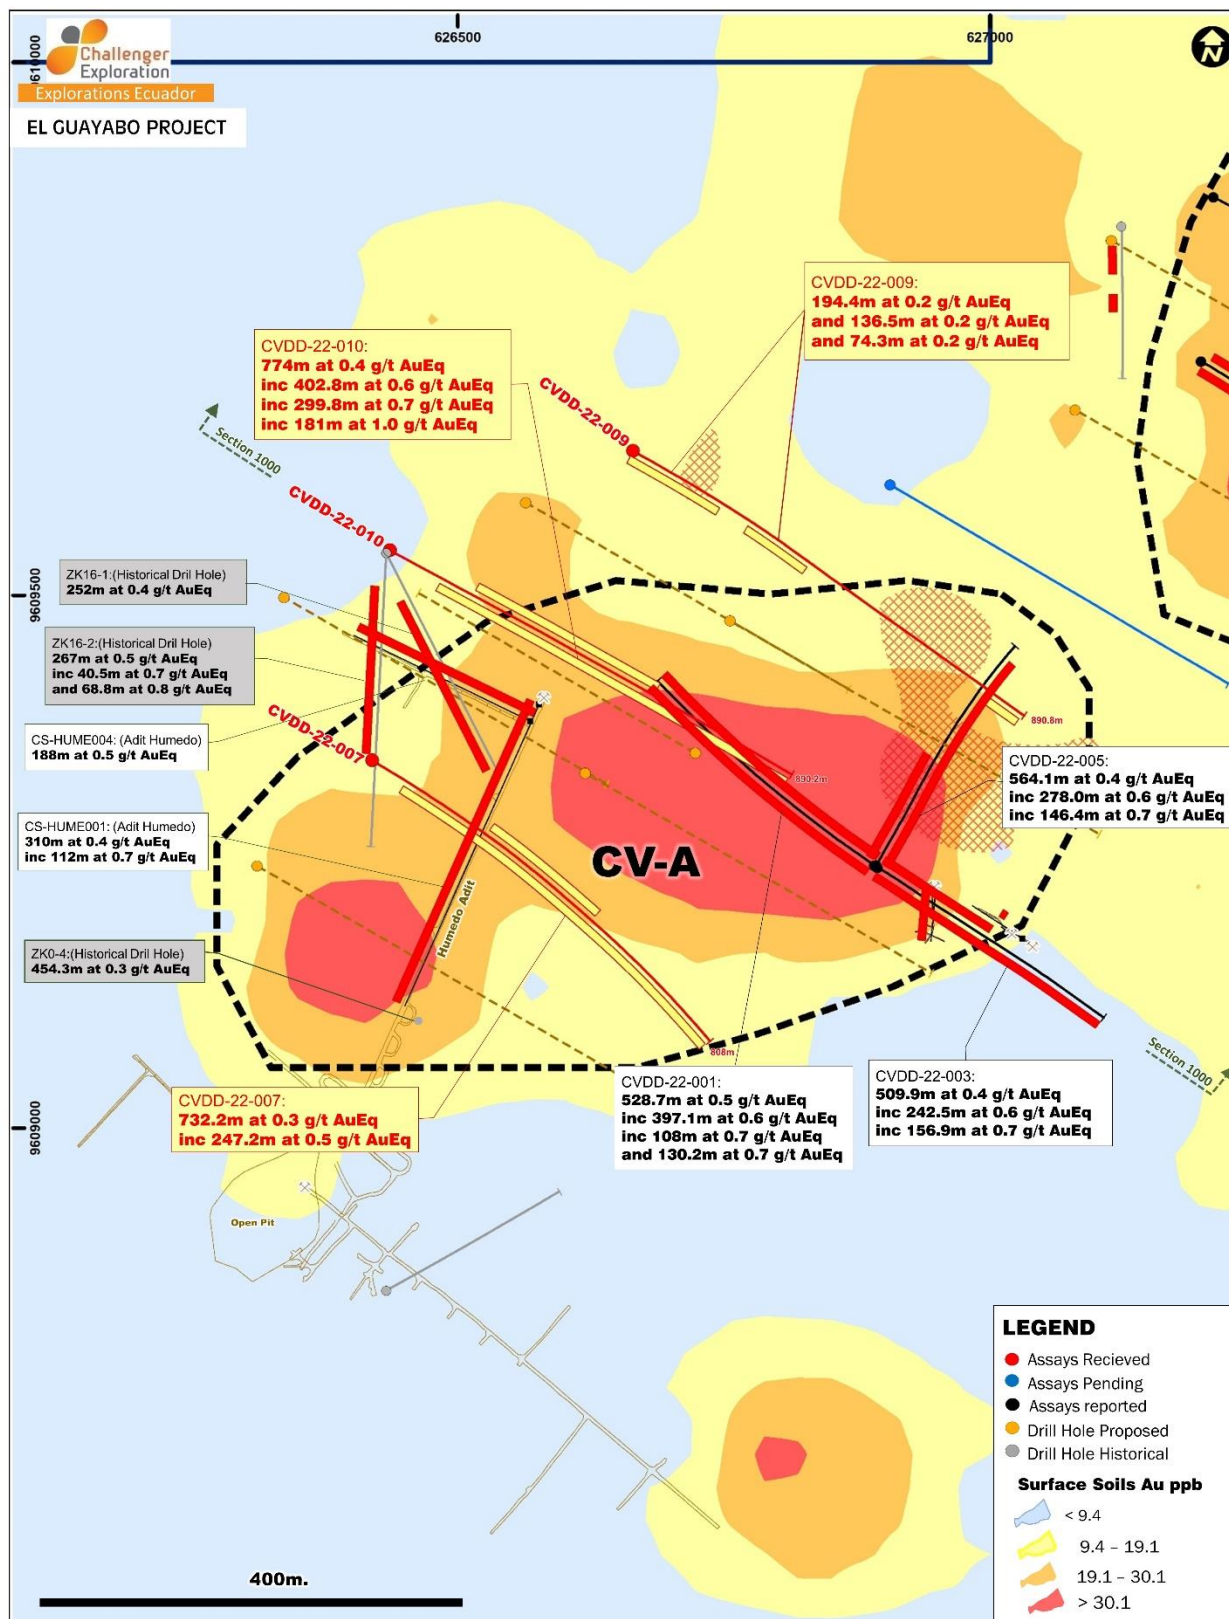 626500
627000
9610000
Challenger
Exploration
Explorations Ecuador
N
EL GUAYABO PROJECT
CVDD-22-009:
194.4m at 0.2 g/t AuEq
and 136.5m at 0.2 g/t AuEq
and 74.3m at 0.2 g/t AuEq
CVDD-22-010:
774m at 0.4 g/t AuEq
inc 402.8m at 0.6 g/t AuEq
inc 299.8m at 0.7 g/t AuEq
inc 181m at 1.0 g/t AuEq
CVDD-22-009
Section 1000
CVDD-22-010
9609500
ZK16-1:(Historical Dril Hole)
252m at 0.4 g/t AuEq
ZK16-2:(Historical Drill Hole)
267m at 0.5 g/t AuEq
inc 40.5m at 0.7 g/t AuEq
and 68.8m at 0.8 g/t AuEq
CVDD-22-007
CS-HUME004: (Adit Humedo)
188m at 0.5 g/t AuEq
890.8m
890.2m
CVDD-22-005:
564.1m at 0.4 g/t AuEq
inc 278.0m at 0.6 g/t AuEq
inc 146.4m at 0.7 g/t AuEq
CS-HUME001: (Adit Humedo)
310m at 0.4 g/t AuEq
inc 112m at 0.7 g/t AuEq
CV-A
Humedo Adit
ZK0-4:(Historical Drill Hole)
454.3m at 0.3 g/t AuEq
808m
Section 1000
9609000
CVDD-22-007:
732.2m at 0.3 g/t AuEq
inc 247.2m at 0.5 g/t AuEq
CVDD-22-001:
528.7m at 0.5 g/t AuEq
inc 397.1m at 0.6 g/t AuEq
inc 108m at 0.7 g/t AuEq
and 130.2m at 0.7 g/t AuEq
CVDD-22-003:
509.9m at 0.4 g/t AuEq
inc 242.5m at 0.6 g/t AuEq
inc 156.9m at 0.7 g/t AuEq
Open Pit
LEGEND
Assays Recieved
Assays Pending
Assays reported
Drill Hole Proposed
Drill Hole Historical
Surface Soils Au ppb
< 9.4
9.4 – 19.1
19.1 – 30.1
> 30.1
400m.